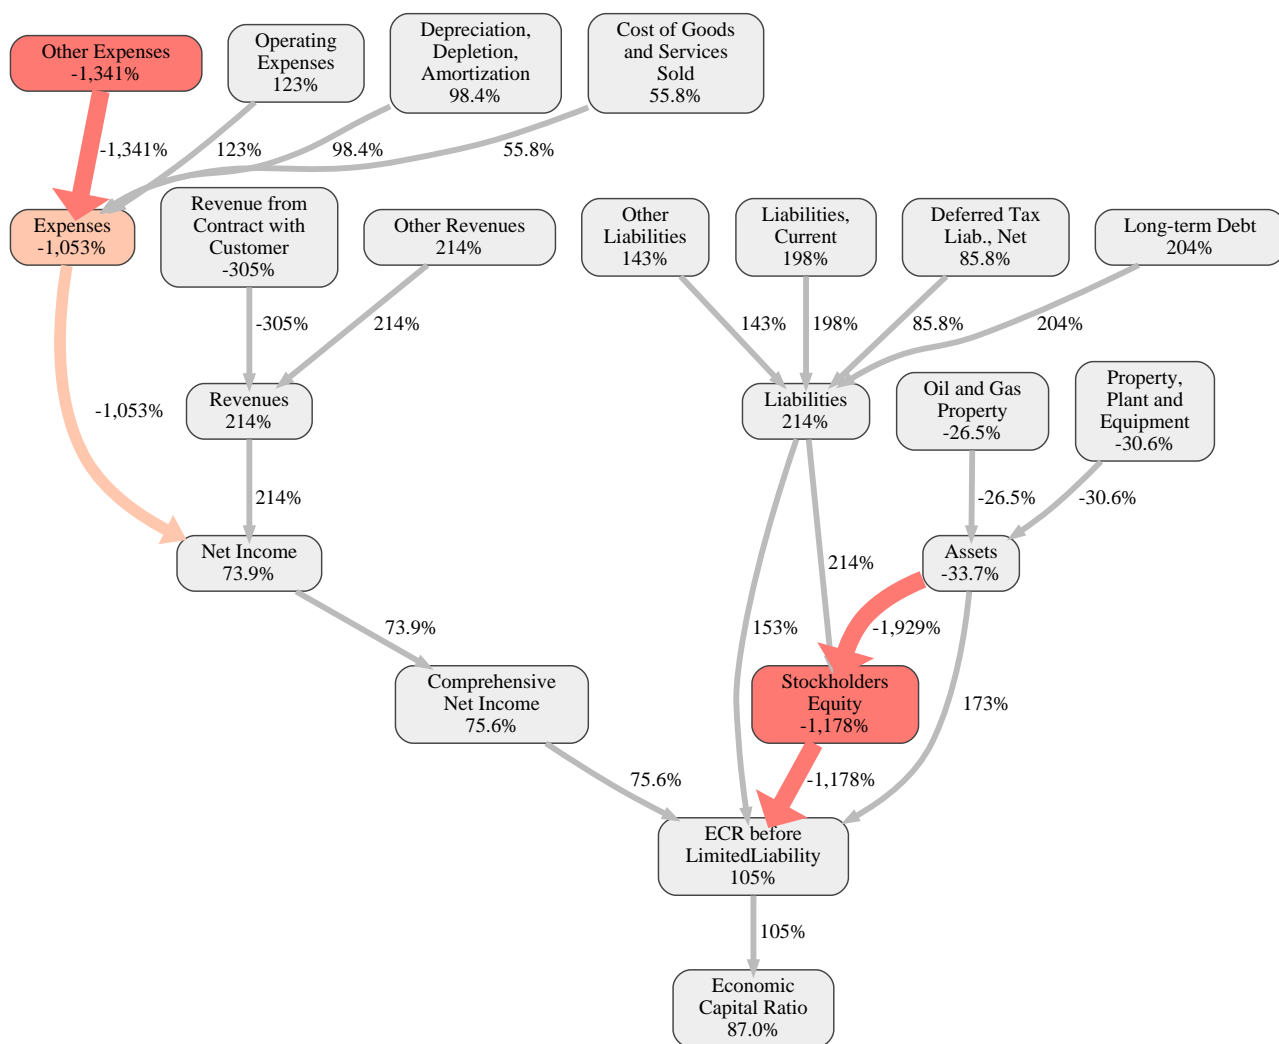 Other Expenses
-1,341%
Operating
Expenses
123%
Depreciation,
Depletion,
Amortization
98.4%
Cost of Goods
and Services
Sold
55.8%
-1,341%
123%
98.4%
55.8%
Expenses
-1,053%
Revenue from
Contract with
Customer
-305%
Other Revenues
214%
Other
Liabilities
143%
Liabilities,
Current
198%
Deferred Tax
Liab., Net
85.8%
Long-term Debt
204%
-305%
214%
143%
198%
85.8%
204%
-1,053%
Revenues
214%
Liabilities
214%
Oil and Gas
Property
-26.5%
Property,
Plant and
Equipment
-30.6%
214%
-26.5%
-30.6%
Net Income
73.9%
214%
Assets
-33.7%
73.9%
153%
-1,929%
Comprehensive
Net Income
75.6%
Stockholders
Equity
-1,178%
173%
75.6%
-1,178%
ECR before
LimitedLiability
105%
105%
Economic
Capital Ratio
87.0%